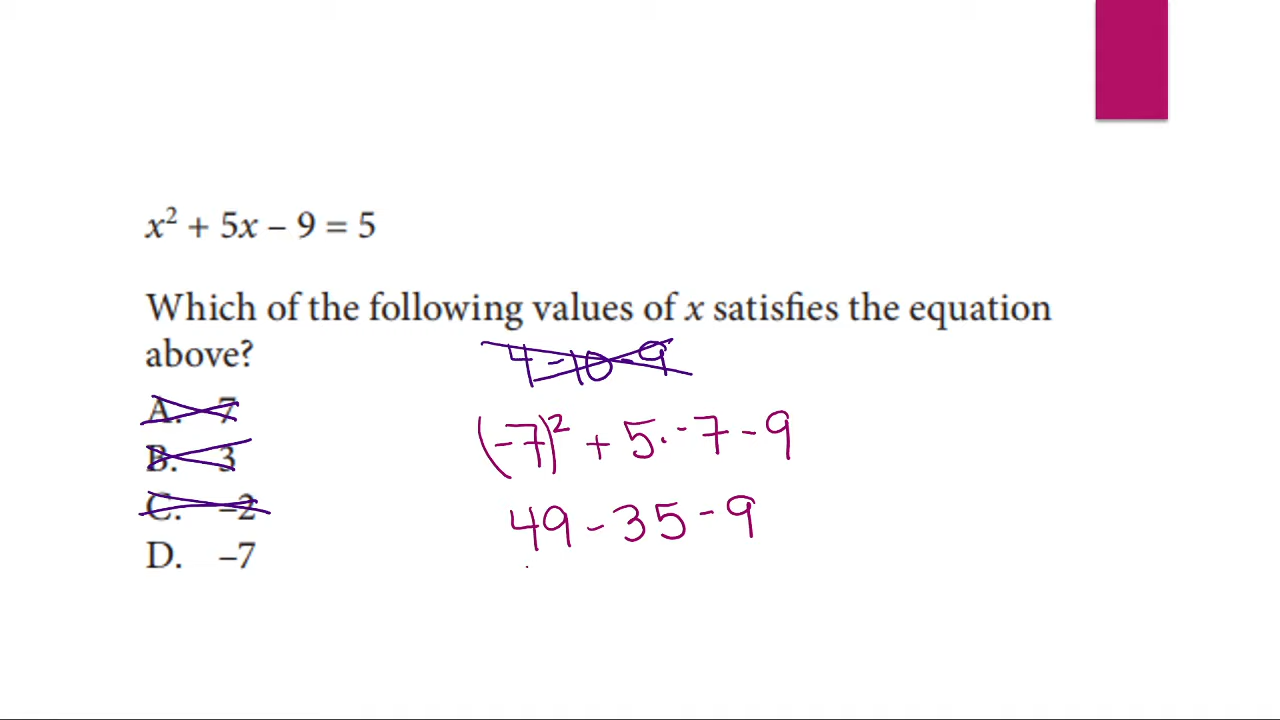 x² + 5x – 9 = 5
Which of the following values of x satisfies the equation
above?
4 - 10 - 9
A. 7
(-7)² + 5 · -7 - 9
B. 3
C. –2
49 - 35 - 9
D. –7